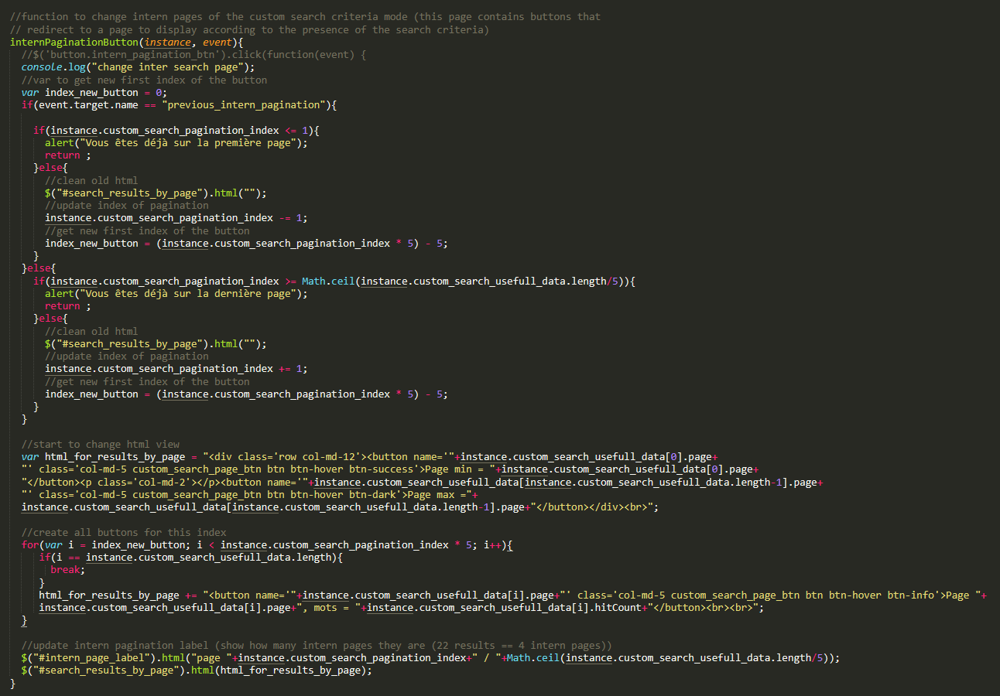 //function to change intern pages of the custom search criteria mode (this page contains buttons that
// redirect to a page to display according to the presence of the search criteria)
internPaginationButton(instance, event){
//$('button.intern_pagination_btn').click(function(event) {
console.log("change inter search page");
//var to get new first index of the button
var index_new_button = 0;
if(event.target.name == "previous_intern_pagination"){
if(instance.custom_search_pagination_index <= 1){
alert("Vous êtes déjà sur la première page");
return ;
}else{
//clean old html
$("#search_results_by_page").html("");
//update index of pagination
instance.custom_search_pagination_index -= 1;
//get new first index of the button
index_new_button = (instance.custom_search_pagination_index * 5) - 5;
}
}else{
if(instance.custom_search_pagination_index >= Math.ceil(instance.custom_search_usefull_data.length/5)){
alert("Vous êtes déjà sur la dernière page");
return ;
}else{
//clean old html
$("#search_results_by_page").html("");
//update index of pagination
instance.custom_search_pagination_index += 1;
//get new first index of the button
index_new_button = (instance.custom_search_pagination_index * 5) - 5;
}
}
//start to change html view
var html_for_results_by_page = "<div class='row col-md-12'><button name='"+instance.custom_search_usefull_data[0].page+
"' class='col-md-5 custom_search_page_btn btn btn-hover btn-success'>Page min = "+instance.custom_search_usefull_data[0].page+
"</button><p class='col-md-2'></p><button name='"+instance.custom_search_usefull_data[instance.custom_search_usefull_data.length-1].page+
"' class='col-md-5 custom_search_page_btn btn btn-hover btn-dark'>Page max ="+
instance.custom_search_usefull_data[instance.custom_search_usefull_data.length-1].page+"</button></div><br>";
//create all buttons for this index
for(var i = index_new_button; i < instance.custom_search_pagination_index * 5; i++){
if(i == instance.custom_search_usefull_data.length){
break;
}
html_for_results_by_page += "<button name='"+instance.custom_search_usefull_data[i].page+"' class='col-md-5 custom_search_page_btn btn btn-hover btn-info'>Page "+
instance.custom_search_usefull_data[i].page+", mots = "+instance.custom_search_usefull_data[i].hitCount+"</button><br><br>";
}
//update intern pagination label (show how many intern pages they are (22 results == 4 intern pages))
$("#intern_page_label").html("page "+instance.custom_search_pagination_index+" / "+Math.ceil(instance.custom_search_usefull_data.length/5));
$("#search_results_by_page").html(html_for_results_by_page);
}